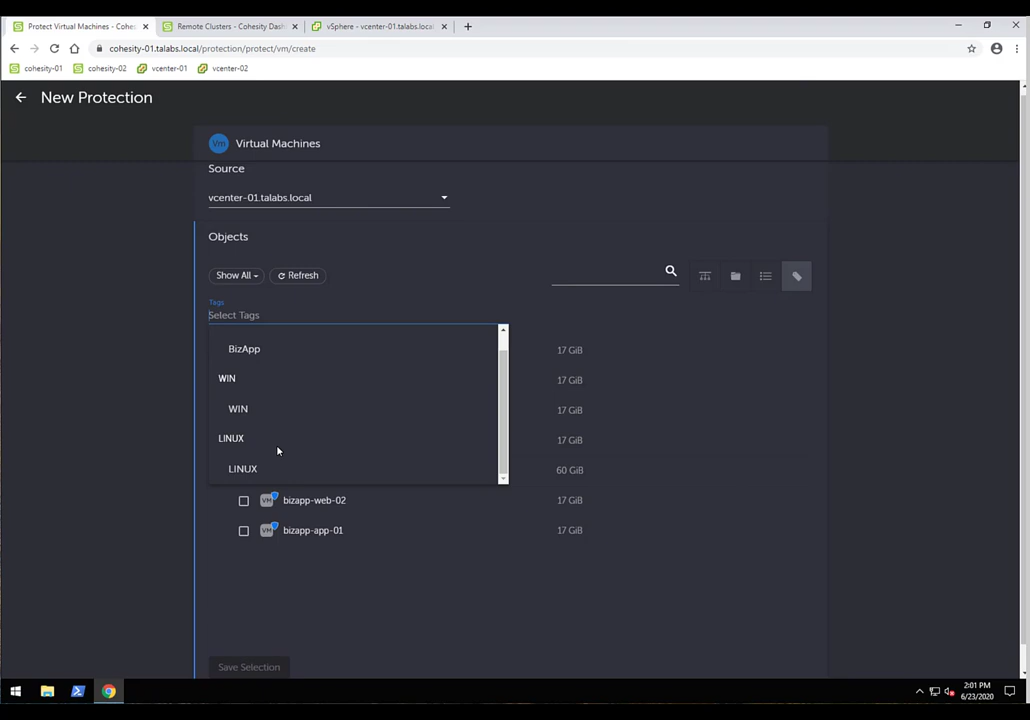 Protect Virtual Machines - Cohe
Remote Clusters - Cohesity Dash
vSphere - vcenter-01.talabs.local
cohesity-01.talabs.local/protection/protect/vm/create
cohesity-01
cohesity-02
vcenter-01
vcenter-02
New Protection
Vm
Virtual Machines
Source
vcenter-01.talabs.local
Objects
Show All
Refresh
Tags
Select Tags
BizApp
17 GiB
WIN
17 GiB
WIN
17 GiB
LINUX
17 GiB
LINUX
60 GiB
VM
bizapp-web-02
17 GiB
VM
bizapp-app-01
17 GiB
Save Selection
2:01 PM
6/23/2020